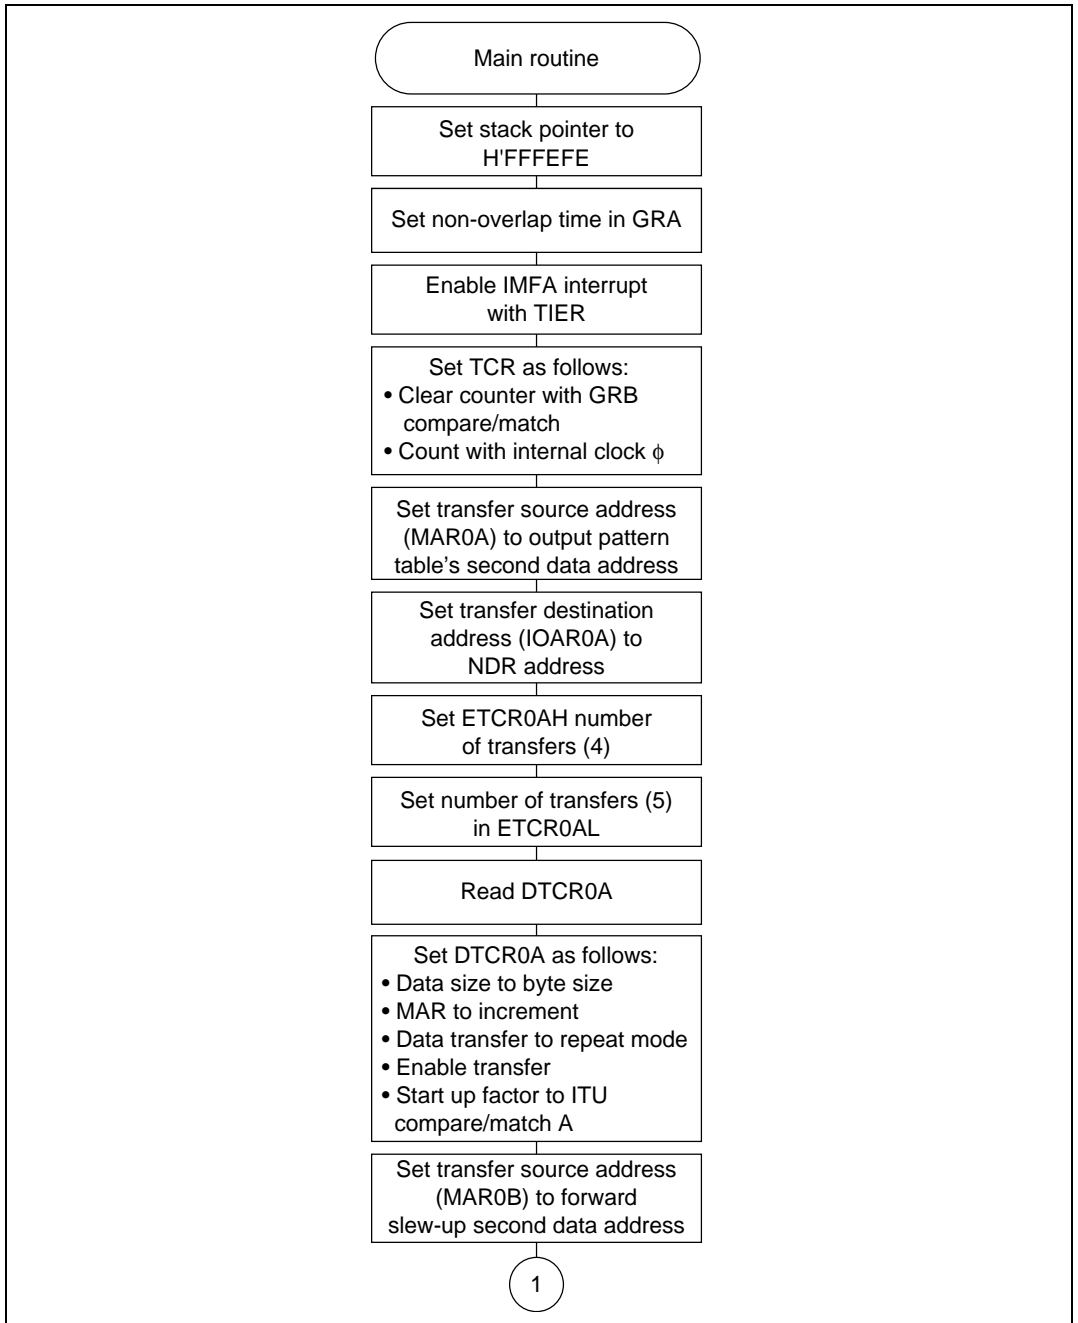 Main routine
Set stack pointer to
H'FFFEFE
Set non-overlap time in GRA
Enable IMFA interrupt
with TIER
Set TCR as follows:
• Clear counter with GRB
compare/match
• Count with internal clock ϕ
Set transfer source address
(MAR0A) to output pattern
table's second data address
Set transfer destination
address (IOAR0A) to
NDR address
Set ETCR0AH number
of transfers (4)
Set number of transfers (5)
in ETCR0AL
Read DTCR0A
Set DTCR0A as follows:
• Data size to byte size
• MAR to increment
• Data transfer to repeat mode
• Enable transfer
• Start up factor to ITU
compare/match A
Set transfer source address
(MAR0B) to forward
slew-up second data address
1